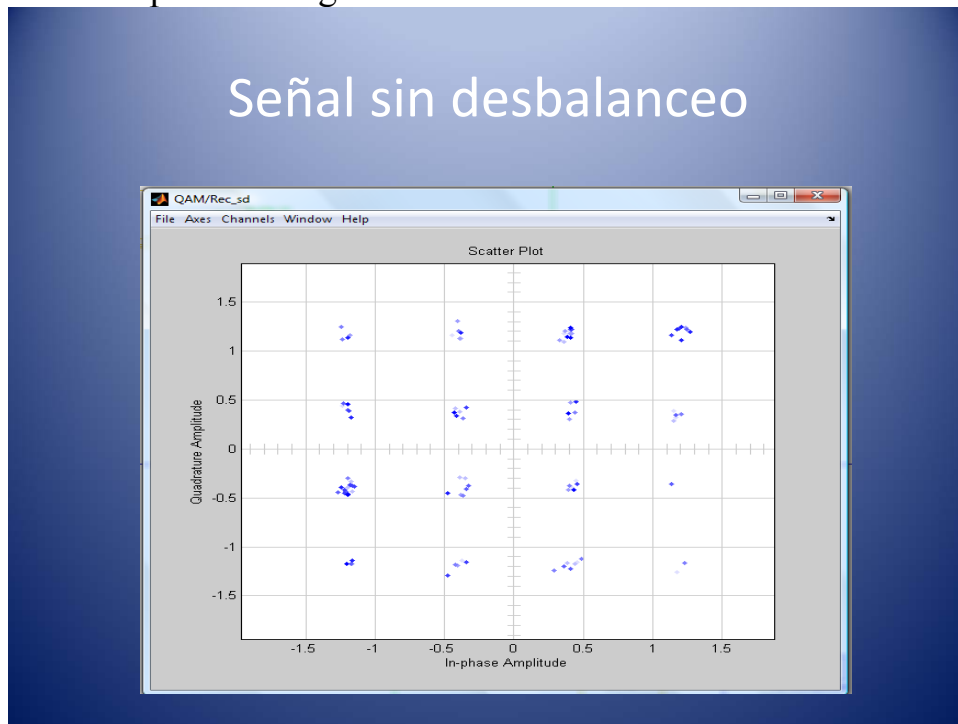 Señal sin desbalanceo
QAM/Rec_sd
File Axes Channels Window Help
Scatter Plot
1.5
1
0.5
0
-0.5
-1
-1.5
Quadrature Amplitude
-1.5 -1 -0.5 0 0.5 1 1.5
In-phase Amplitude